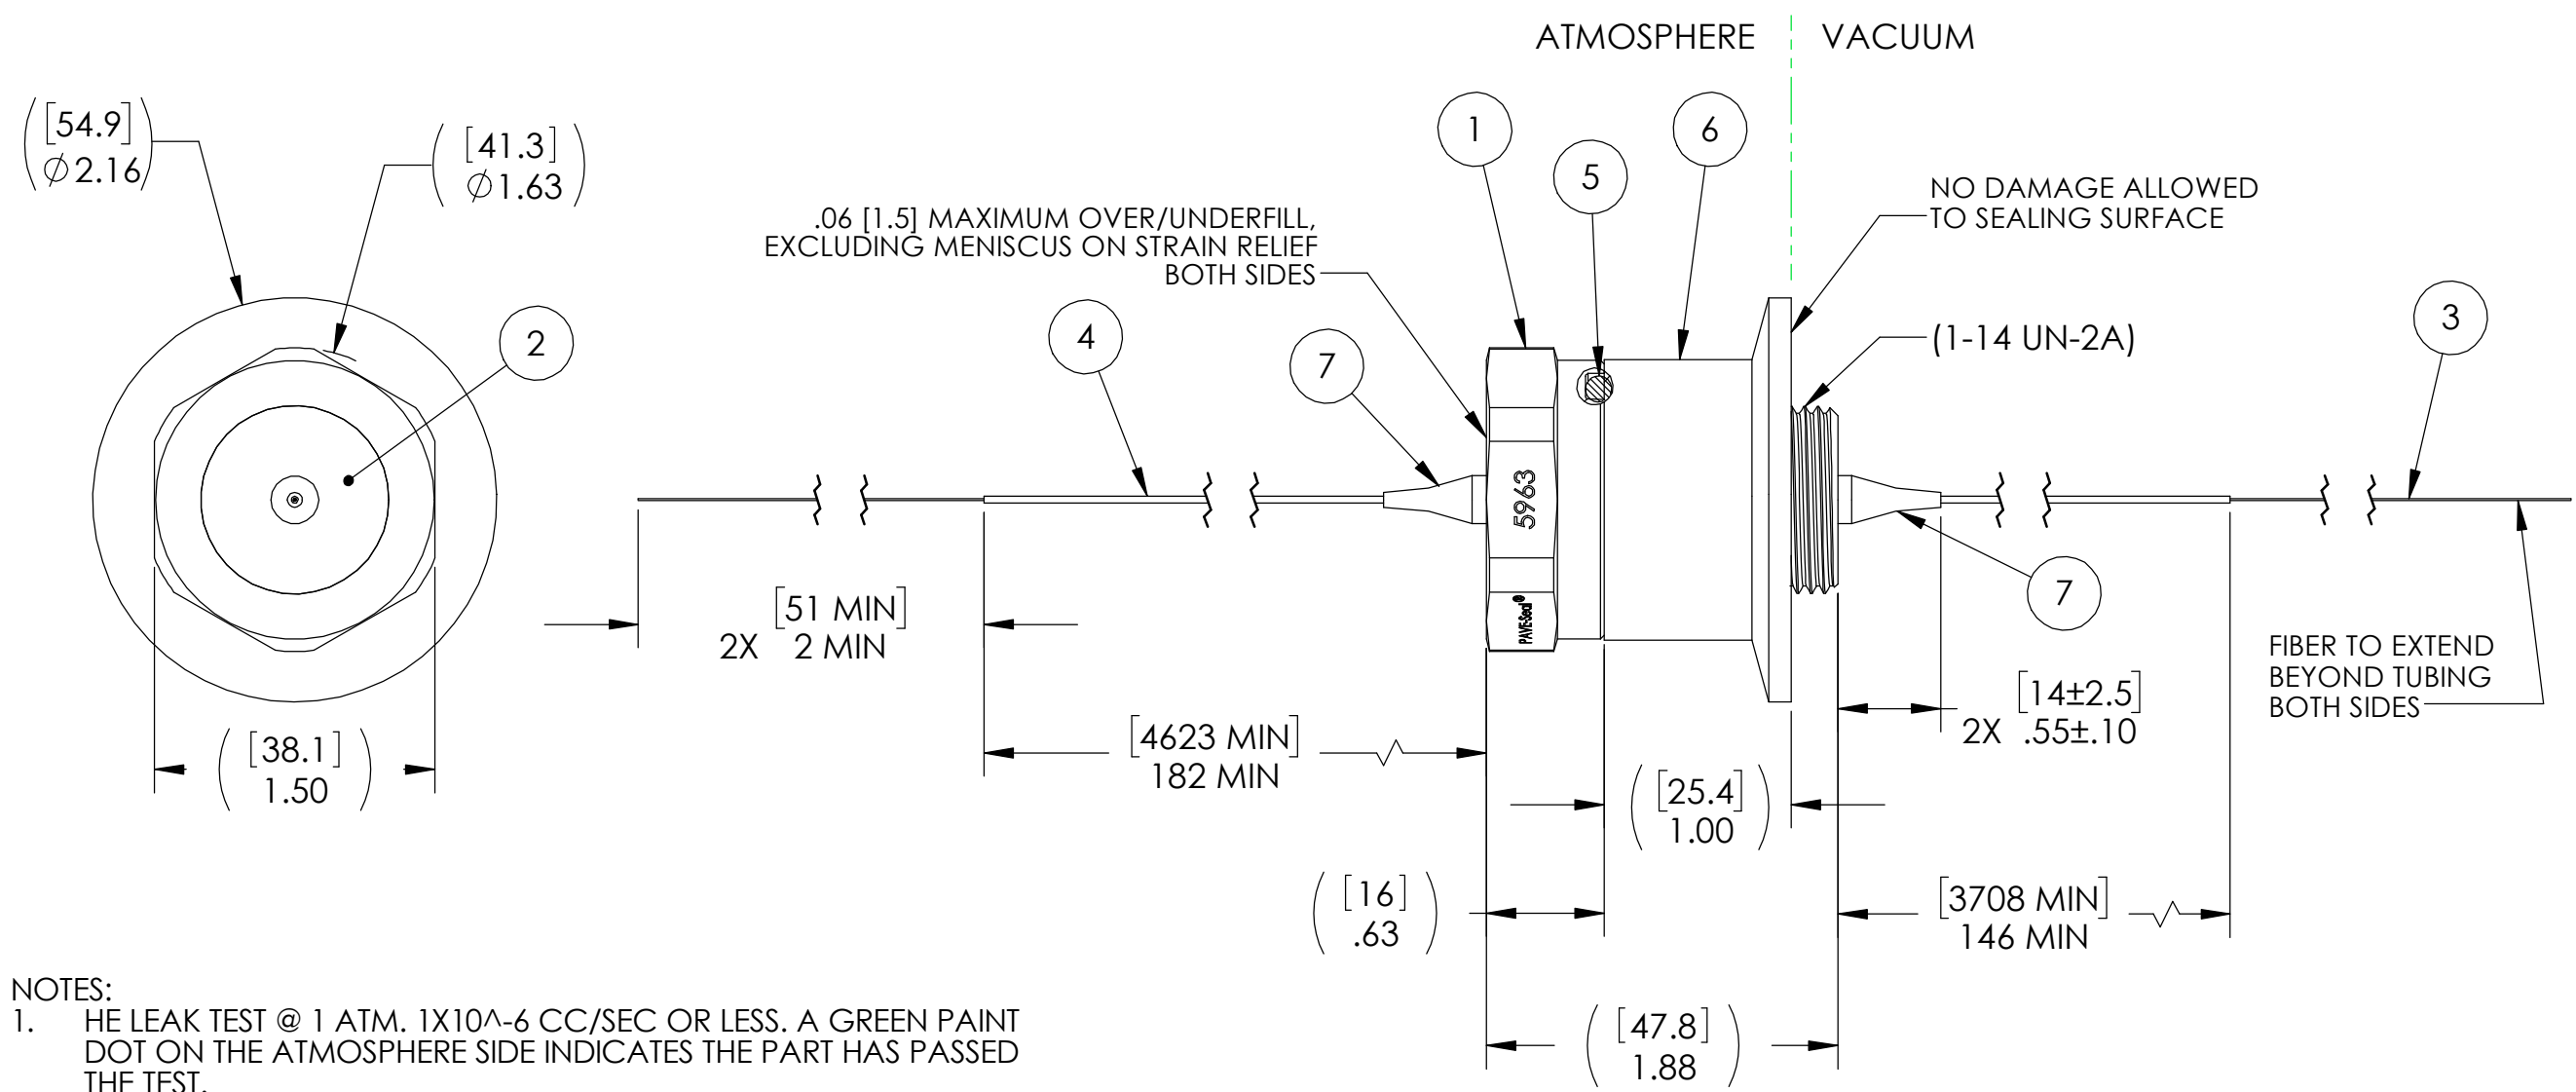 ATMOSPHERE VACUUM
[54.9]
⌀2.16
[41.3]
⌀1.63
1
6
5
NO DAMAGE ALLOWED
TO SEALING SURFACE
.06 [1.5] MAXIMUM OVER/UNDERFILL,
EXCLUDING MENISCUS ON STRAIN RELIEF
BOTH SIDES
2
4
7
(1-14 UN-2A)
3
5963
PAVE-Seal®
7
[51 MIN]
2X 2 MIN
FIBER TO EXTEND
BEYOND TUBING
BOTH SIDES
[14±2.5]
2X .55±.10
[38.1]
1.50
[4623 MIN]
182 MIN
[25.4]
1.00
[16]
.63
[3708 MIN]
146 MIN
[47.8]
1.88
NOTES:
1. HE LEAK TEST @ 1 ATM. 1X10^-6 CC/SEC OR LESS. A GREEN PAINT
DOT ON THE ATMOSPHERE SIDE INDICATES THE PART HAS PASSED
THE TEST.